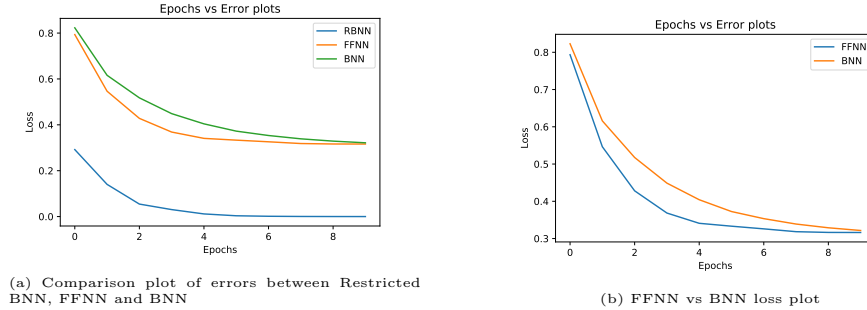 Epochs vs Error plots
0.8
0.6
0.4
0.2
0.0
Loss
0
2
4
6
8
Epochs
RBNN
FFNN
BNN
(a) Comparison plot of errors between Restricted
BNN, FFNN and BNN
Epochs vs Error plots
0.8
0.7
0.6
0.5
0.4
0.3
Loss
0
2
4
6
8
Epochs
FFNN
BNN
(b) FFNN vs BNN loss plot